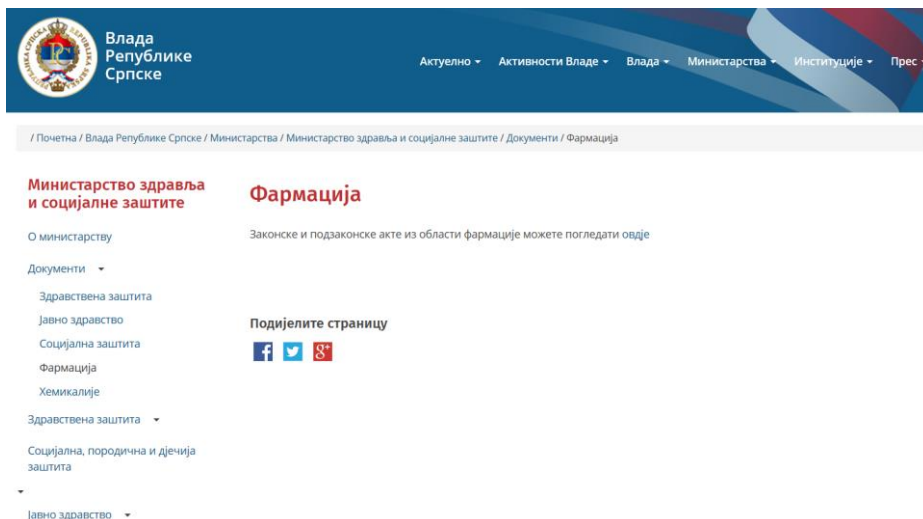 Влада
Републике
Српске
Актуелно
Активности Владе
Влада
Министарства
Институције
Прес
/ Почетна / Влада Републике Српске / Министарства / Министарство здравља и социјалне заштите / Документи / Фармација
Министарство здравља
и социјалне заштите
О министарству
Документи
Здравствена заштита
Јавно здравство
Социјална заштита
Фармација
Хемикалије
Здравствена заштита
Социјална, породична и дјечија
заштита
Јавно здравство
Фармација
Законске и подзаконске акте из области фармације можете погледати овдје
Подијелите страницу